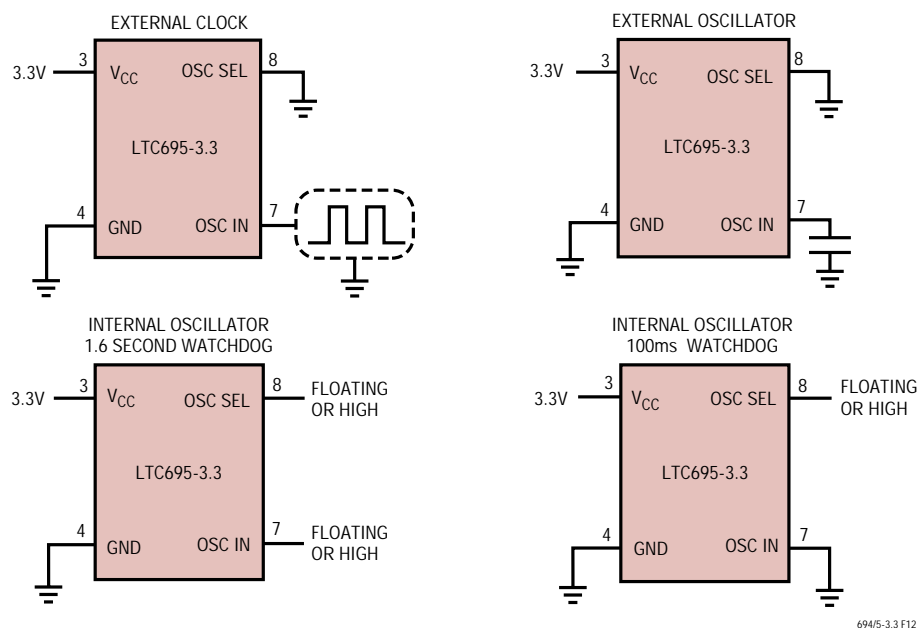 EXTERNAL CLOCK
3.3V
3
VCC
OSC SEL
8
LTC695-3.3
4
GND
OSC IN
7
EXTERNAL OSCILLATOR
3.3V
3
VCC
OSC SEL
8
LTC695-3.3
4
GND
OSC IN
7
INTERNAL OSCILLATOR
1.6 SECOND WATCHDOG
3.3V
3
VCC
OSC SEL
8
FLOATING
OR HIGH
LTC695-3.3
4
GND
OSC IN
7
FLOATING
OR HIGH
INTERNAL OSCILLATOR
100ms WATCHDOG
3.3V
3
VCC
OSC SEL
8
FLOATING
OR HIGH
LTC695-3.3
4
GND
OSC IN
7
694/5-3.3 F12